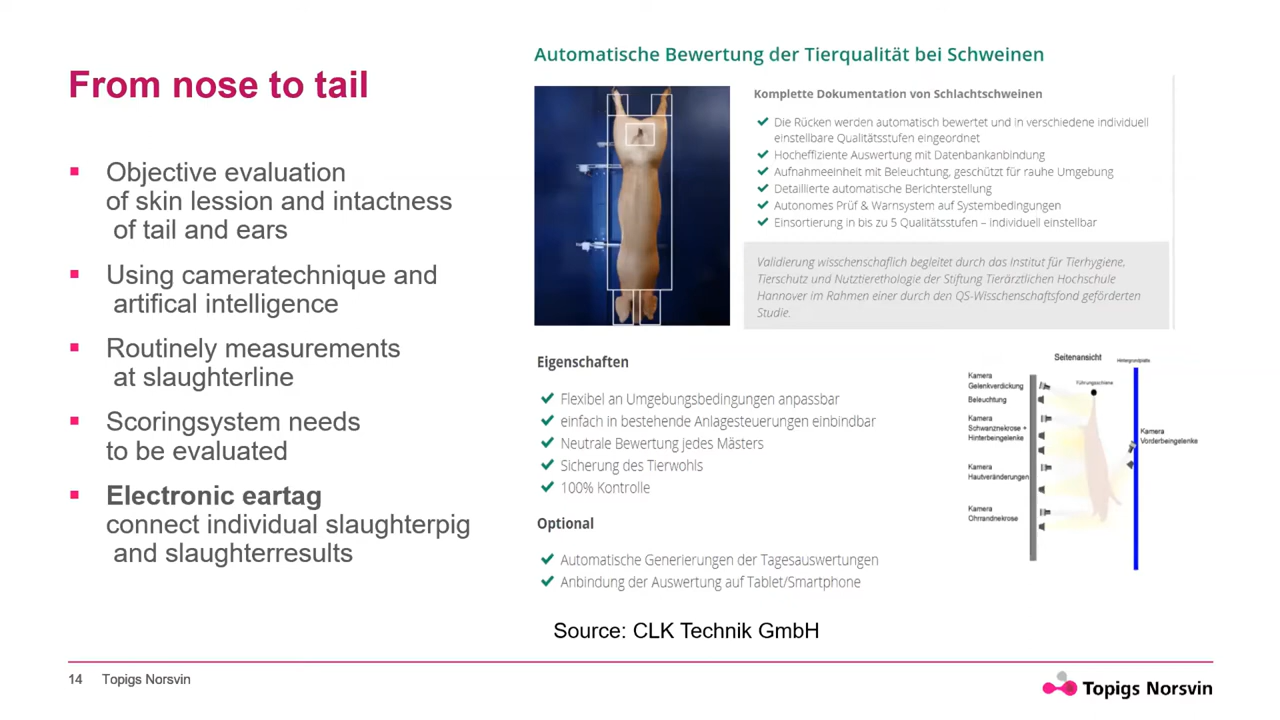 From nose to tail
Objective evaluation
of skin lession and intactness
of tail and ears
Using cameratechnique and
artifical intelligence
Routinely measurements
at slaughterline
Scoringsystem needs
to be evaluated
Electronic eartag
connect individual slaughterpig
and slaughterresults
Automatische Bewertung der Tierqualität bei Schweinen
Komplette Dokumentation von Schlachtschweinen
Die Rücken werden automatisch bewertet und in verschiedene individuell
einstellbare Qualitätsstufen eingeordnet
Hocheffiziente Auswertung mit Datenbankanbindung
Aufnahmeeinheit mit Beleuchtung, geschützt für rauhe Umgebung
Detaillierte automatische Berichterstellung
Autonomes Prüf & Warnsystem auf Systembedingungen
Einsortierung in bis zu 5 Qualitätsstufen – individuell einstellbar
Validierung wisschenschaflich begleitet durch das Institut für Tierhygiene,
Tierschutz und Nutztierethologie der Stiftung Tierärztlichen Hochschule
Hannover im Rahmen einer durch den QS-Wisschenschaftsfond geförderten
Studie.
Eigenschaften
Flexibel an Umgebungsbedingungen anpassbar
einfach in bestehende Anlagesteuerungen einbindbar
Neutrale Bewertung jedes Mästers
Sicherung des Tierwohls
100% Kontrolle
Optional
Automatische Generierungen der Tagesauswertungen
Anbindung der Auswertung auf Tablet/Smartphone
Seitenansicht
Hintergrundplatte
Kamera
Gelenkverdickung
Führungsschiene
Beleuchtung
Kamera
Schwanznekrose +
Hinterbeingelenke
Kamera
Vorderbeingelenke
Kamera
Hautveränderungen
Kamera
Ohrrandnekrose
Source: CLK Technik GmbH
14 Topigs Norsvin
Topigs Norsvin